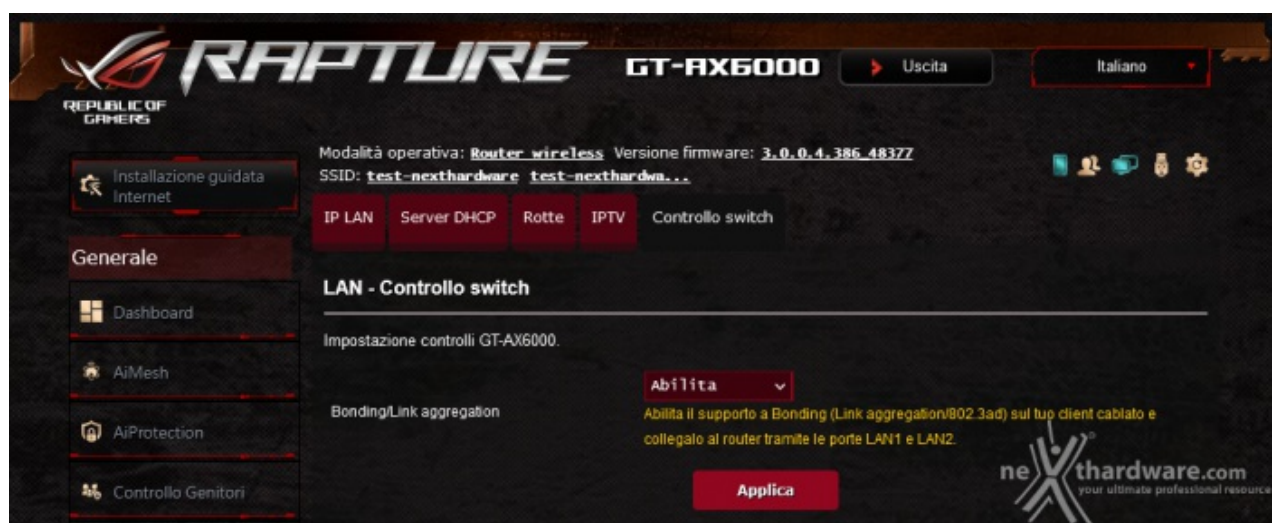 RAPTURE
GT-AX6000
Uscita
Italiano
REPUBLIC OF
GAMERS
Installazione guidata
Internet
Modalità operativa: Router wireless Versione firmware: 3.0.0.4.386_48377
SSID: test-nexthardware test-nexthardwa...
IP LAN Server DHCP Rotte IPTV Controllo switch
Generale
Dashboard
AiMesh
AiProtection
Controllo Genitori
LAN - Controllo switch
Impostazione controlli GT-AX6000.
Bonding/Link aggregation
Abilita
Abilita il supporto a Bonding (Link aggregation/802.3ad) sul tuo client cablato e
collegalo al router tramite le porte LAN1 e LAN2.
Applica
nexthardware.com
your ultimate professional resource